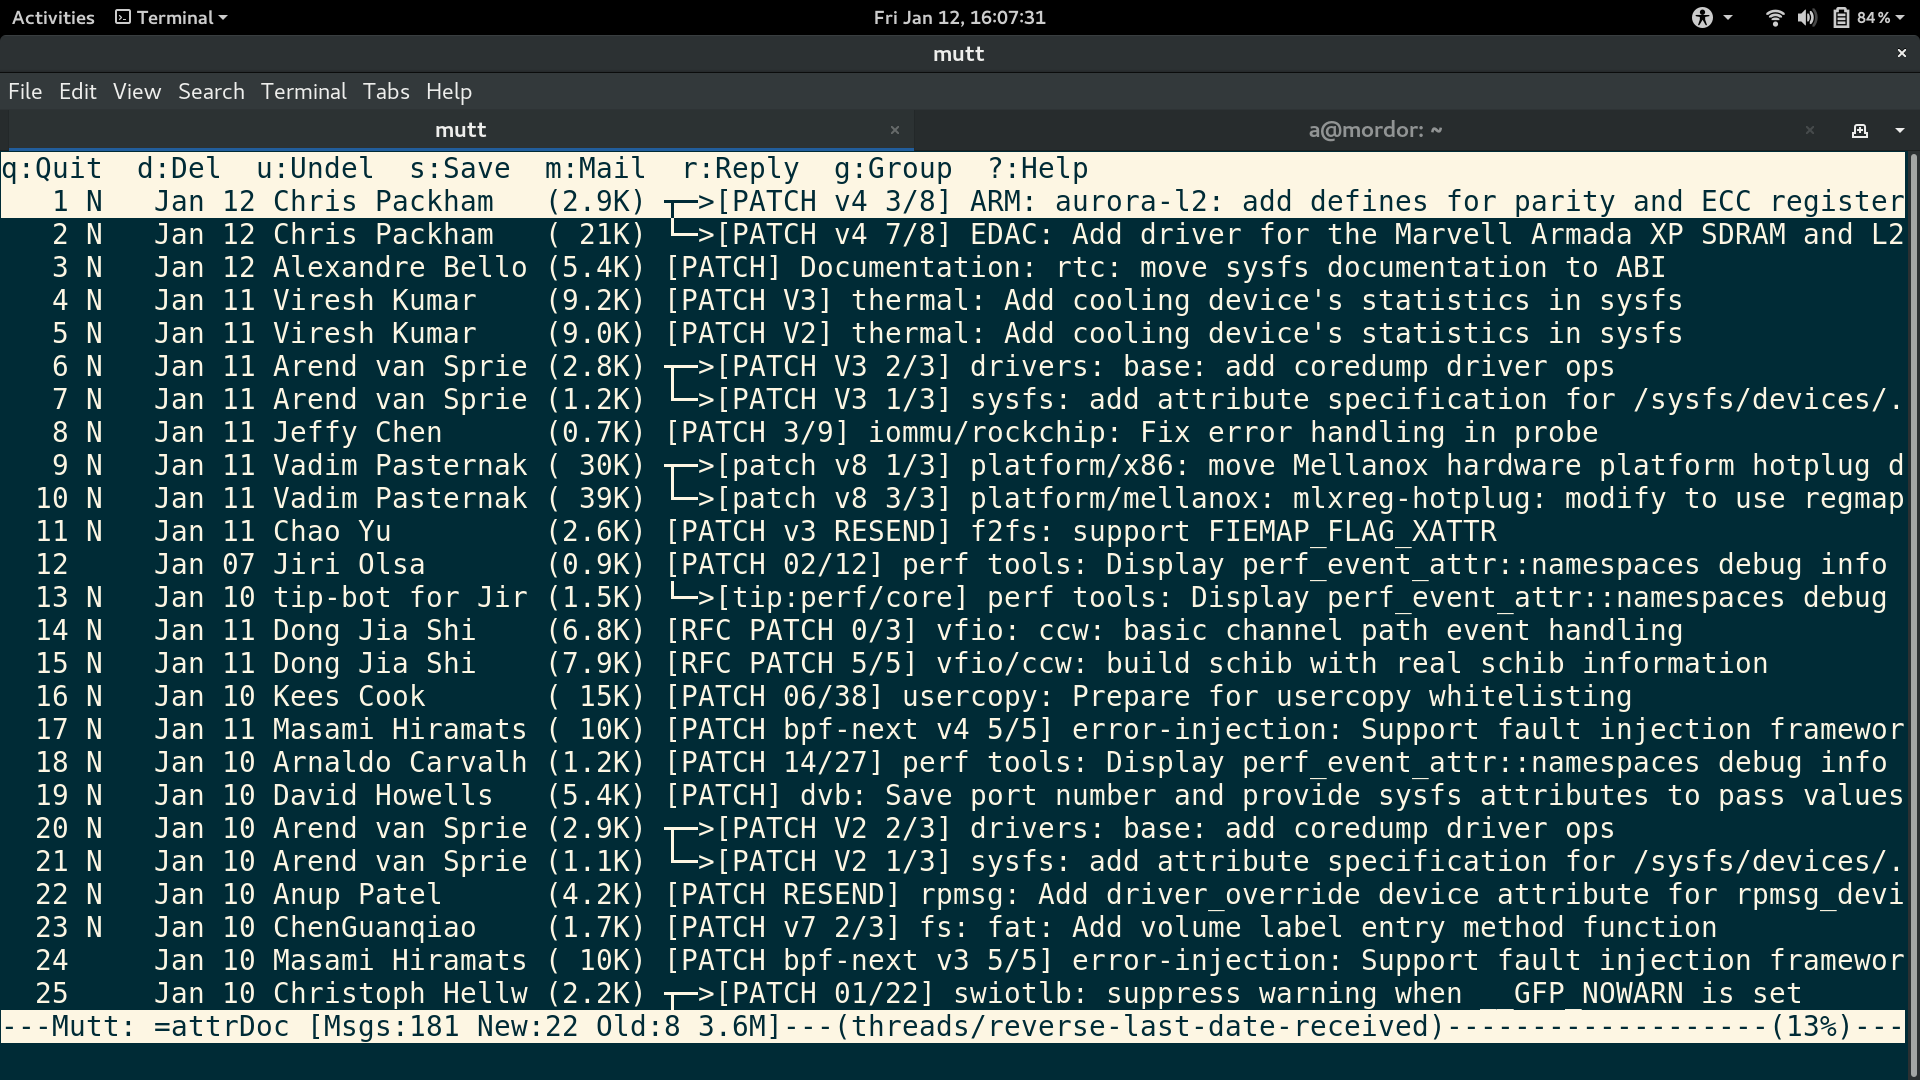 Activities Terminal Fri Jan 12, 16:07:31 84%
mutt ×
File Edit View Search Terminal Tabs Help
mutt × a@mordor: ~ ×
q:Quit  d:Del  u:Undel  s:Save  m:Mail  r:Reply  g:Group  ?:Help
1 N   Jan 12 Chris Packham   (2.9K) ┬─>[PATCH v4 3/8] ARM: aurora-l2: add defines for parity and ECC register
2 N   Jan 12 Chris Packham   ( 21K) └─>[PATCH v4 7/8] EDAC: Add driver for the Marvell Armada XP SDRAM and L2
3 N   Jan 12 Alexandre Bello (5.4K) [PATCH] Documentation: rtc: move sysfs documentation to ABI
4 N   Jan 11 Viresh Kumar    (9.2K) [PATCH V3] thermal: Add cooling device's statistics in sysfs
5 N   Jan 11 Viresh Kumar    (9.0K) [PATCH V2] thermal: Add cooling device's statistics in sysfs
6 N   Jan 11 Arend van Sprie (2.8K) ┬─>[PATCH V3 2/3] drivers: base: add coredump driver ops
7 N   Jan 11 Arend van Sprie (1.2K) └─>[PATCH V3 1/3] sysfs: add attribute specification for /sysfs/devices/.
8 N   Jan 11 Jeffy Chen      (0.7K) [PATCH 3/9] iommu/rockchip: Fix error handling in probe
9 N   Jan 11 Vadim Pasternak ( 30K) ┬─>[patch v8 1/3] platform/x86: move Mellanox hardware platform hotplug d
10 N   Jan 11 Vadim Pasternak ( 39K) └─>[patch v8 3/3] platform/mellanox: mlxreg-hotplug: modify to use regmap
11 N   Jan 11 Chao Yu         (2.6K) [PATCH v3 RESEND] f2fs: support FIEMAP_FLAG_XATTR
12     Jan 07 Jiri Olsa       (0.9K) [PATCH 02/12] perf tools: Display perf_event_attr::namespaces debug info
13 N   Jan 10 tip-bot for Jir (1.5K) └─>[tip:perf/core] perf tools: Display perf_event_attr::namespaces debug
14 N   Jan 11 Dong Jia Shi    (6.8K) [RFC PATCH 0/3] vfio: ccw: basic channel path event handling
15 N   Jan 11 Dong Jia Shi    (7.9K) [RFC PATCH 5/5] vfio/ccw: build schib with real schib information
16 N   Jan 10 Kees Cook       ( 15K) [PATCH 06/38] usercopy: Prepare for usercopy whitelisting
17 N   Jan 11 Masami Hiramats ( 10K) [PATCH bpf-next v4 5/5] error-injection: Support fault injection framewor
18 N   Jan 10 Arnaldo Carvalh (1.2K) [PATCH 14/27] perf tools: Display perf_event_attr::namespaces debug info
19 N   Jan 10 David Howells   (5.4K) [PATCH] dvb: Save port number and provide sysfs attributes to pass values
20 N   Jan 10 Arend van Sprie (2.9K) ┬─>[PATCH V2 2/3] drivers: base: add coredump driver ops
21 N   Jan 10 Arend van Sprie (1.1K) └─>[PATCH V2 1/3] sysfs: add attribute specification for /sysfs/devices/.
22 N   Jan 10 Anup Patel      (4.2K) [PATCH RESEND] rpmsg: Add driver_override device attribute for rpmsg_devi
23 N   Jan 10 ChenGuanqiao    (1.7K) [PATCH v7 2/3] fs: fat: Add volume label entry method function
24     Jan 10 Masami Hiramats ( 10K) [PATCH bpf-next v3 5/5] error-injection: Support fault injection framewor
25     Jan 10 Christoph Hellw (2.2K) ┬─>[PATCH 01/22] swiotlb: suppress warning when __GFP_NOWARN is set
---Mutt: =attrDoc [Msgs:181 New:22 Old:8 3.6M]---(threads/reverse-last-date-received)-------------------(13%)---